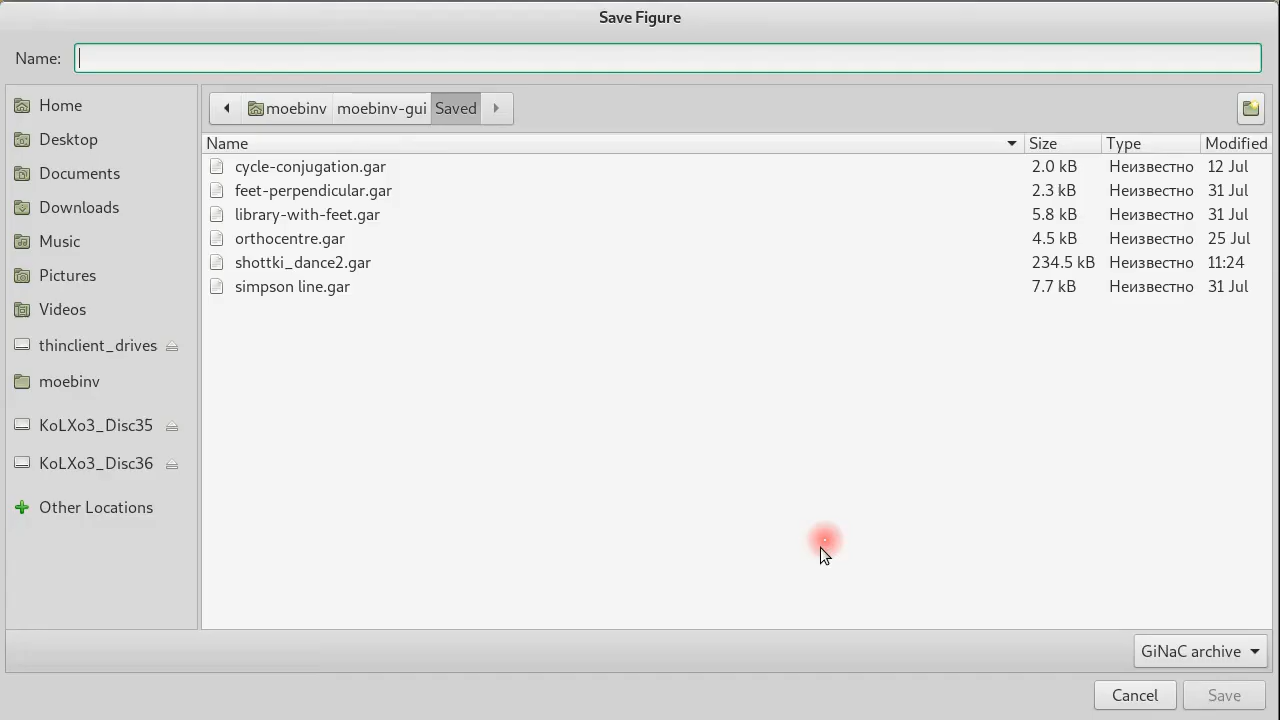 Save Figure
Name:
Home
Desktop
Documents
Downloads
Music
Pictures
Videos
thinclient_drives
moebinv
KoLXo3_Disc35
KoLXo3_Disc36
Other Locations
moebinv moebinv-gui Saved
Name Size Type Modified
cycle-conjugation.gar 2.0 kB Неизвестно 12 Jul
feet-perpendicular.gar 2.3 kB Неизвестно 31 Jul
library-with-feet.gar 5.8 kB Неизвестно 31 Jul
orthocentre.gar 4.5 kB Неизвестно 25 Jul
shottki_dance2.gar 234.5 kB Неизвестно 11:24
simpson line.gar 7.7 kB Неизвестно 31 Jul
GiNaC archive
Cancel Save